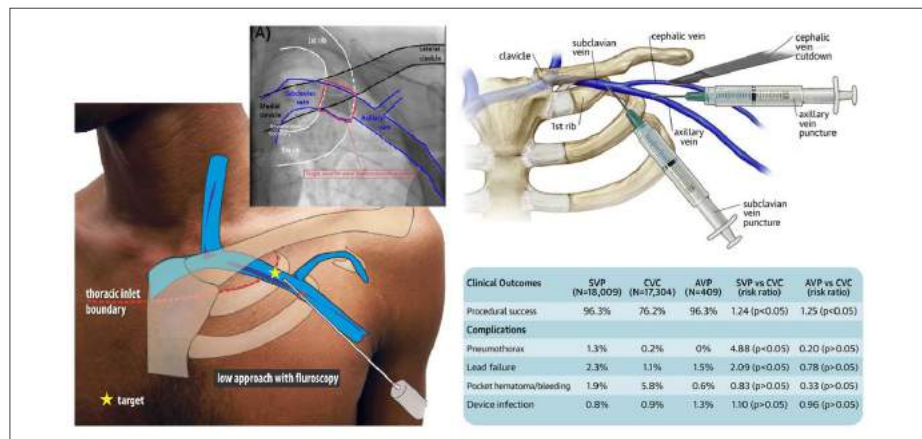 (A)
1st rib
Lateral
clavicle
Subclavian
vein
Medial
clavicle
Axillary
vein
thoracic inlet
boundary
low approach with fluroscopy
target
clavicle
subclavian
vein
cephalic vein
cephalic
vein
cutdown
1st rib
axillary
vein
axillary
vein
puncture
subclavian
vein
puncture
Clinical Outcomes SVP (N=18,009) CVC (N=17,304) AVP (N=409) SVP vs CVC (risk ratio) AVP vs CVC (risk ratio)
Procedural success 96.3% 76.2% 96.3% 1.24 (p<0.05) 1.25 (p<0.05)
Complications
Pneumothorax 1.3% 0.2% 0% 4.88 (p<0.05) 0.20 (p>0.05)
Lead failure 2.3% 1.1% 1.5% 2.09 (p<0.05) 0.78 (p>0.05)
Pocket hematoma/bleeding 1.9% 5.8% 0.6% 0.83 (p>0.05) 0.33 (p>0.05)
Device infection 0.8% 0.9% 1.3% 1.10 (p>0.05) 0.96 (p>0.05)